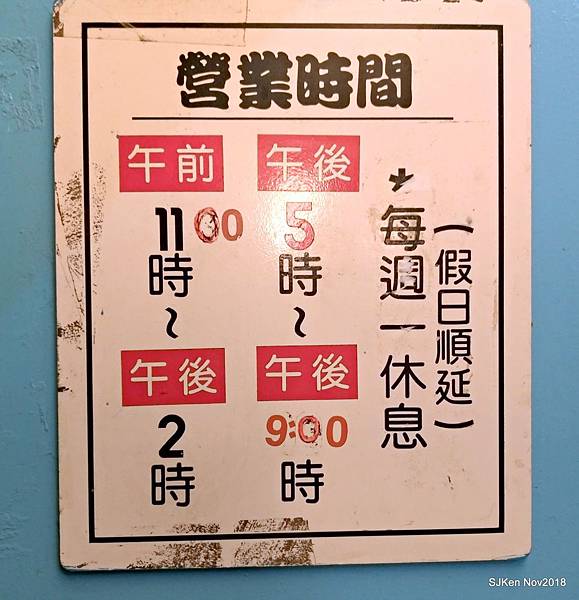 營業時間
午前
11 00
時
~
午後
2
時
午後
5
時
~
午後
9:00
時
★每週一休息
(假日順延)
SJKen Nov2018